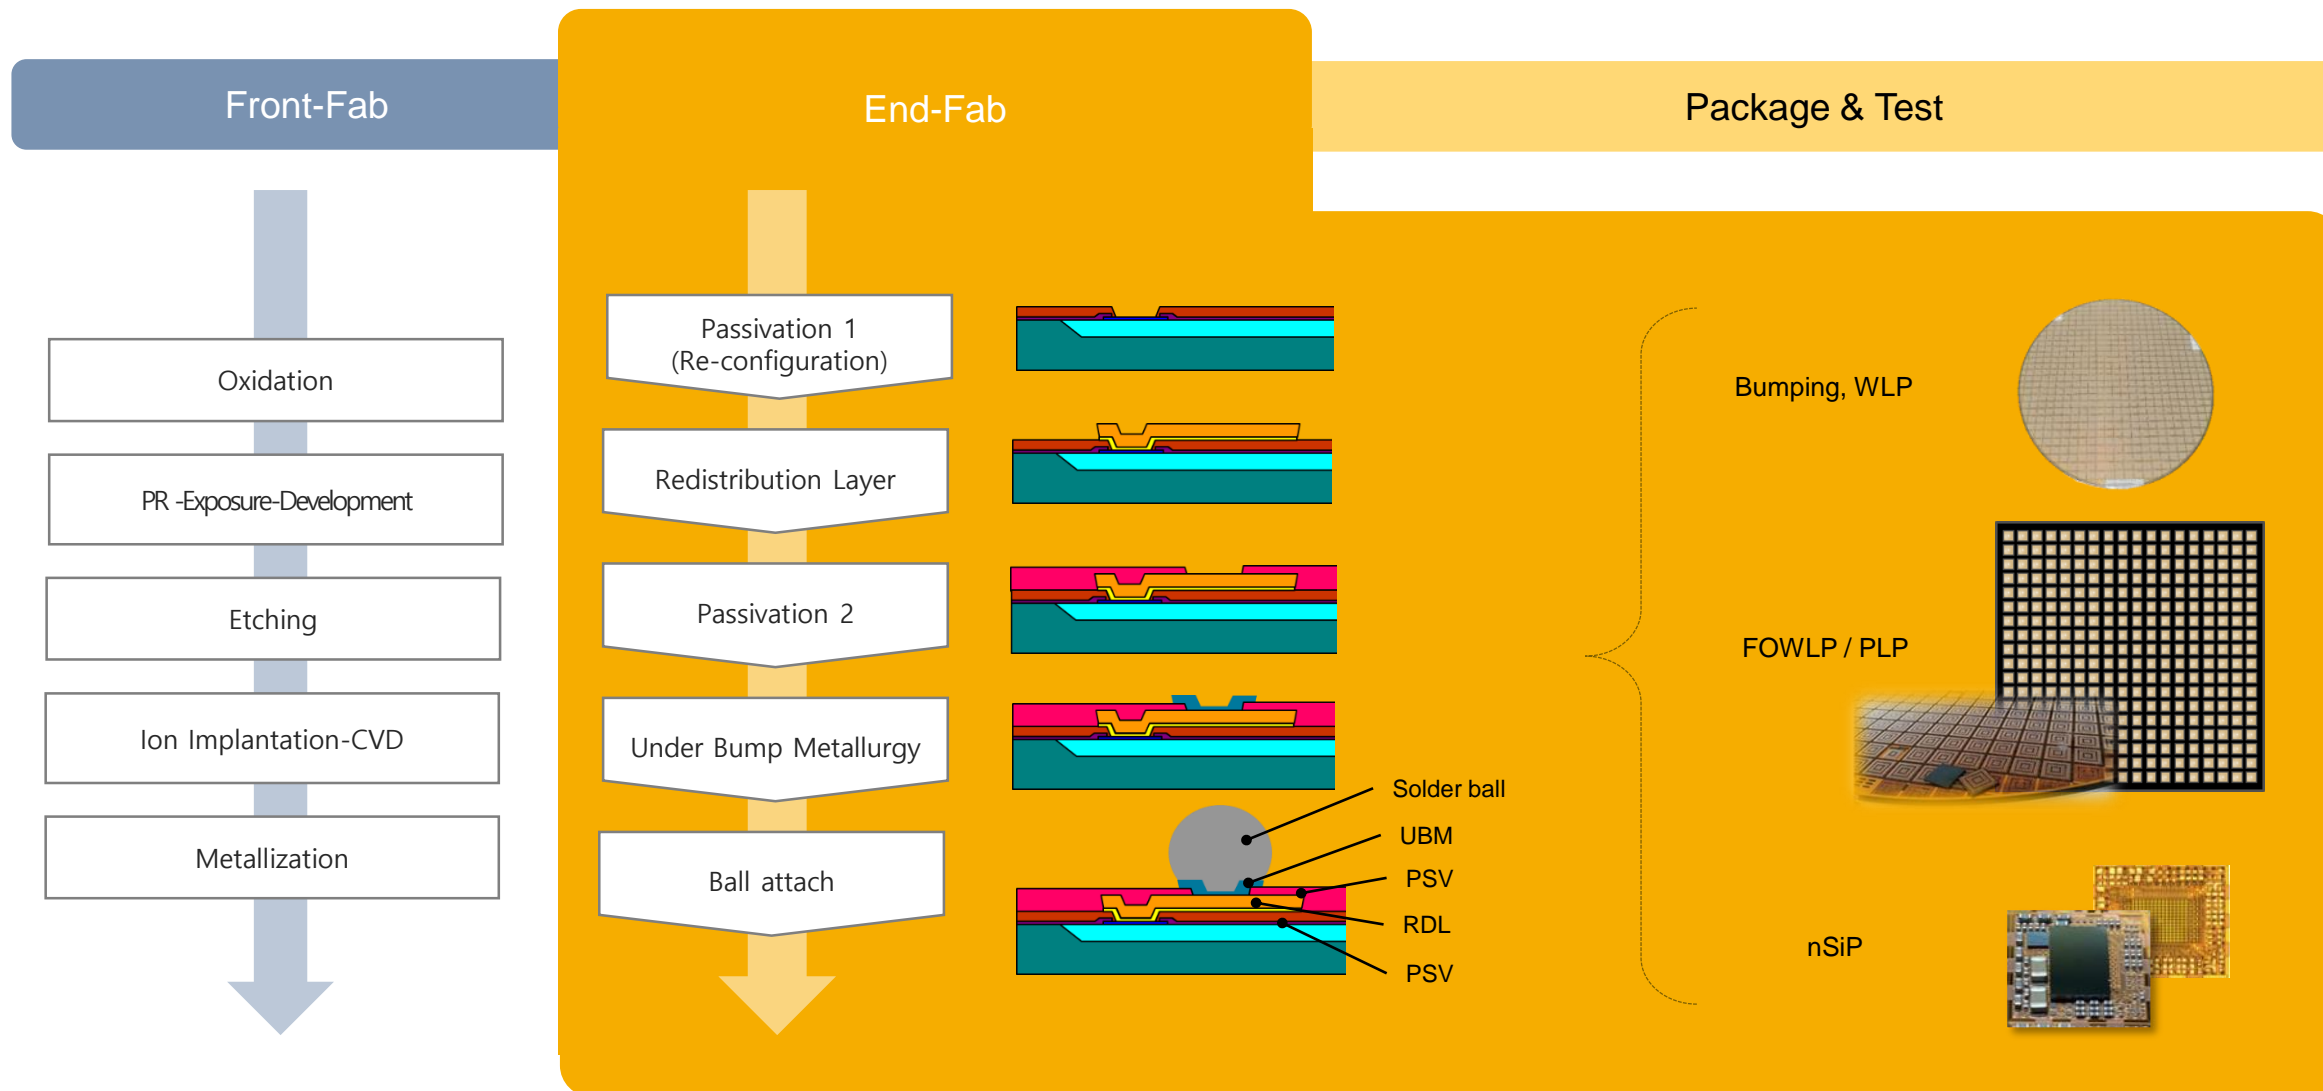 Front-Fab
End-Fab
Package & Test
Oxidation
PR -Exposure-Development
Etching
Ion Implantation-CVD
Metallization
Passivation 1
(Re-configuration)
Redistribution Layer
Passivation 2
Under Bump Metallurgy
Ball attach
Solder ball
UBM
PSV
RDL
PSV
Bumping, WLP
FOWLP / PLP
nSiP